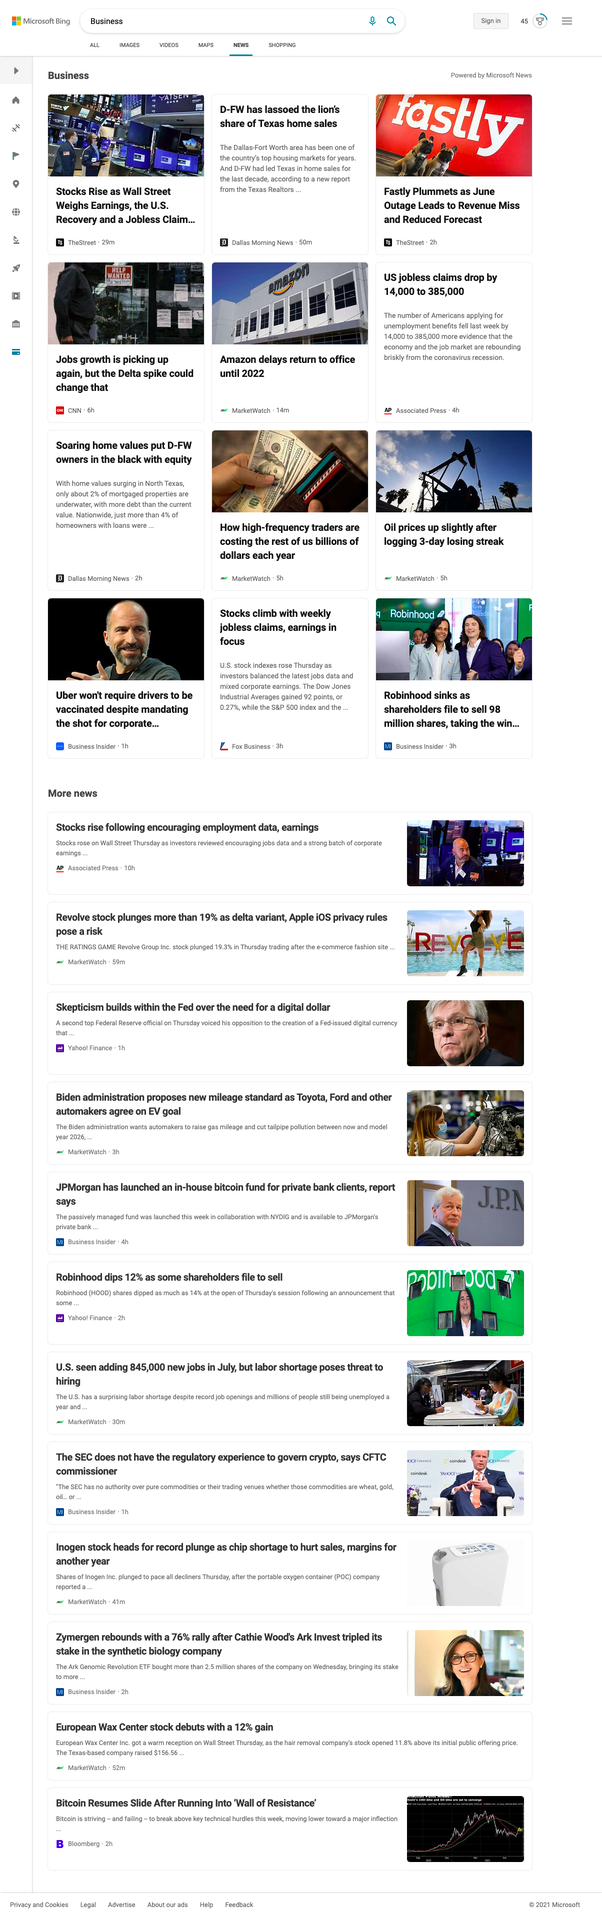 Microsoft Bing
Business
Sign in
45
ALL
IMAGES
VIDEOS
MAPS
NEWS
SHOPPING
Business
Powered by Microsoft News
Stocks Rise as Wall Street
Weighs Earnings, the U.S.
Recovery and a Jobless Claim...
TheStreet · 29m
D-FW has lassoed the lion's
share of Texas home sales
The Dallas-Fort Worth area has been one of
the country's top housing markets for years.
And D-FW had led Texas in home sales for
the last decade, according to a new report
from the Texas Realtors ...
Dallas Morning News · 50m
fastly
Fastly Plummets as June
Outage Leads to Revenue Miss
and Reduced Forecast
TheStreet · 2h
HELP
WANTED
Jobs growth is picking up
again, but the Delta spike could
change that
CNN · 6h
amazon
Amazon delays return to office
until 2022
MarketWatch · 14m
US jobless claims drop by
14,000 to 385,000
The number of Americans applying for
unemployment benefits fell last week by
14,000 to 385,000 more evidence that the
economy and the job market are rebounding
briskly from the coronavirus recession.
AP Associated Press · 4h
Soaring home values put D-FW
owners in the black with equity
With home values surging in North Texas,
only about 2% of mortgaged properties are
underwater, with more debt than the current
value. Nationwide, just more than 4% of
homeowners with loans were ...
Dallas Morning News · 2h
How high-frequency traders are
costing the rest of us billions of
dollars each year
MarketWatch · 5h
Oil prices up slightly after
logging 3-day losing streak
MarketWatch · 5h
Uber won't require drivers to be
vaccinated despite mandating
the shot for corporate...
Business Insider · 1h
Stocks climb with weekly
jobless claims, earnings in
focus
U.S. stock indexes rose Thursday as
investors balanced the latest jobs data and
mixed corporate earnings. The Dow Jones
Industrial Averages gained 92 points, or
0.27%, while the S&P 500 index and the ...
Fox Business · 3h
Robinhood
Robinhood sinks as
shareholders file to sell 98
million shares, taking the win...
Business Insider · 3h
More news
Stocks rise following encouraging employment data, earnings
Stocks rose on Wall Street Thursday as investors reviewed encouraging jobs data and a strong batch of corporate
earnings ...
AP Associated Press · 10h
Revolve stock plunges more than 19% as delta variant, Apple iOS privacy rules
pose a risk
THE RATINGS GAME Revolve Group Inc. stock plunged 19.3% in Thursday trading after the e-commerce fashion site ...
MarketWatch · 59m
REVOLVE
Skepticism builds within the Fed over the need for a digital dollar
A second top Federal Reserve official on Thursday voiced his opposition to the creation of a Fed-issued digital currency
that ...
Yahoo! Finance · 1h
Biden administration proposes new mileage standard as Toyota, Ford and other
automakers agree on EV goal
The Biden administration wants automakers to raise gas mileage and cut tailpipe pollution between now and model
year 2026, ...
MarketWatch · 3h
JPMorgan has launched an in-house bitcoin fund for private bank clients, report
says
The passively managed fund was launched this week in collaboration with NYDIG and is available to JPMorgan's
private bank ...
Business Insider · 4h
J.P.M
Robinhood dips 12% as some shareholders file to sell
Robinhood (HOOD) shares dipped as much as 14% at the open of Thursday's session following an announcement that
some ...
Yahoo! Finance · 2h
U.S. seen adding 845,000 new jobs in July, but labor shortage poses threat to
hiring
The U.S. has a surprising labor shortage despite record job openings and millions of people still being unemployed a
year and ...
MarketWatch · 30m
The SEC does not have the regulatory experience to govern crypto, says CFTC
commissioner
"The SEC has no authority over pure commodities or their trading venues whether those commodities are wheat, gold,
oil... or ...
Business Insider · 1h
coindesk
Inogen stock heads for record plunge as chip shortage to hurt sales, margins for
another year
Shares of Inogen Inc. plunged to pace all decliners Thursday, after the portable oxygen container (POC) company
reported a ...
MarketWatch · 41m
Zymergen rebounds with a 76% rally after Cathie Wood's Ark Invest tripled its
stake in the synthetic biology company
The Ark Genomic Revolution ETF bought more than 2.5 million shares of the company on Wednesday, bringing its stake
to more ...
Business Insider · 2h
European Wax Center stock debuts with a 12% gain
European Wax Center Inc. got a warm reception on Wall Street Thursday, as the hair removal company's stock opened 11.8% above its initial public offering price.
The Texas-based company raised $156.56 ...
MarketWatch · 52m
Bitcoin Resumes Slide After Running Into 'Wall of Resistance'
Bitcoin is striving -- and failing -- to break above key technical hurdles this week, moving lower toward a major inflection
...
Bloomberg · 2h
Privacy and Cookies
Legal
Advertise
About our ads
Help
Feedback
© 2021 Microsoft